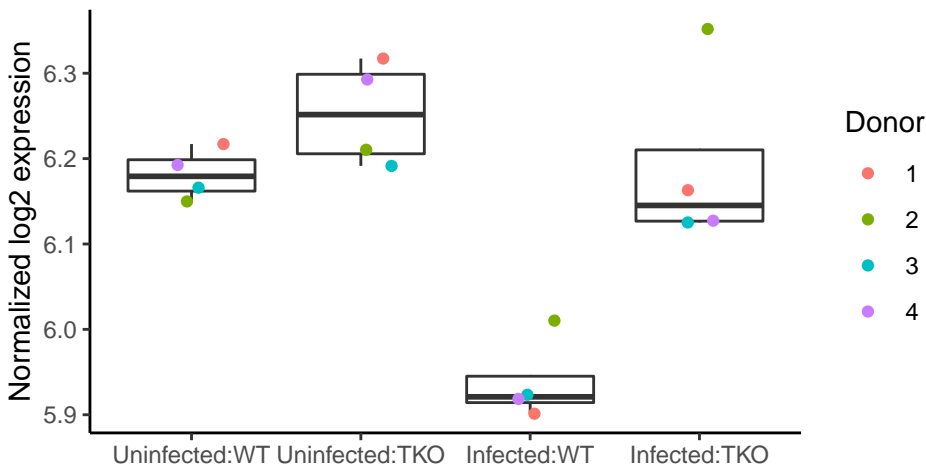 Normalized log2 expression
6.3
6.2
6.1
6.0
5.9
Uninfected:WT
Uninfected:TKO
Infected:WT
Infected:TKO
Donor
1
2
3
4